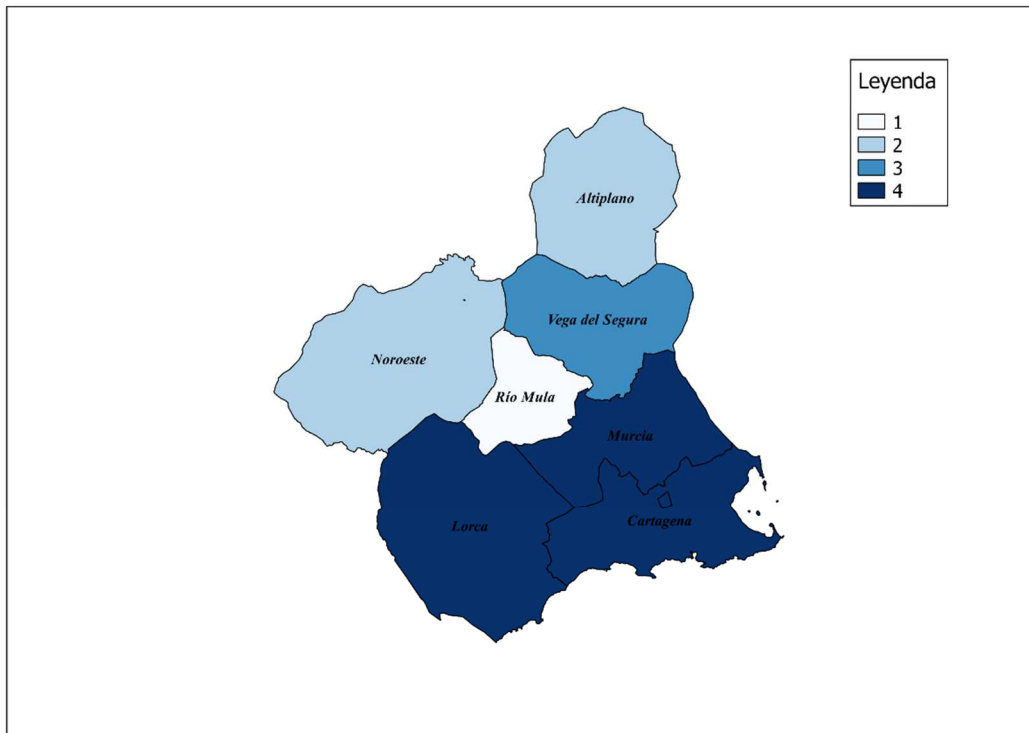 Leyenda
1
2
3
4
Altiplano
Vega del Segura
Noroeste
Río Mula
Murcia
Lorca
Cartagena